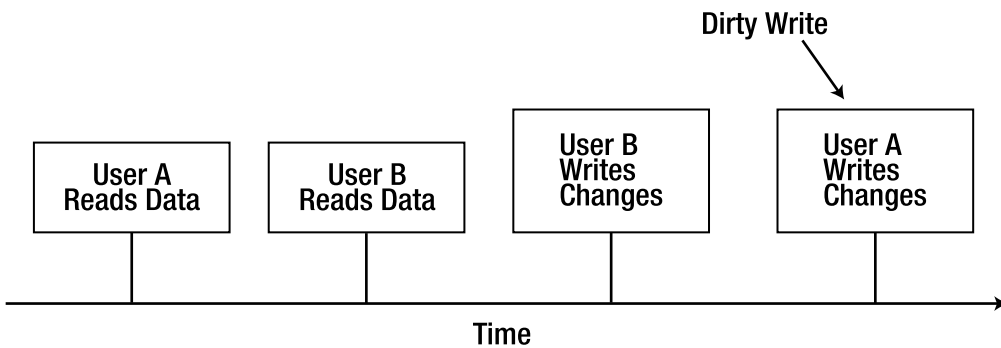 Dirty Write
User A
Reads Data
User B
Reads Data
User B
Writes
Changes
User A
Writes
Changes
Time